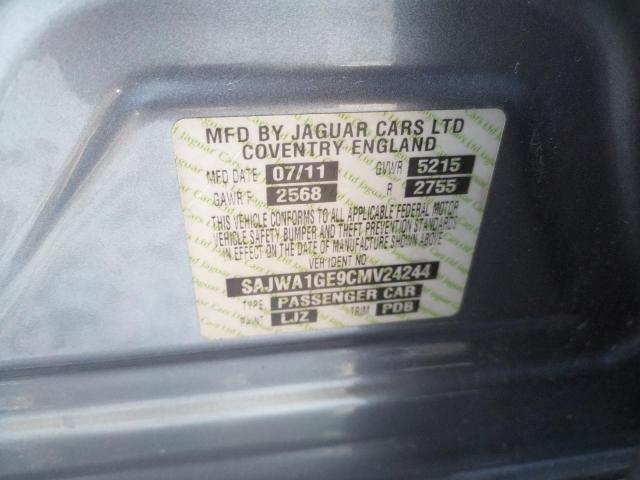 MFD BY JAGUAR CARS LTD
COVENTRY ENGLAND
MFD DATE 07/11 GVWR 5215
GAWR F 2568 R 2755
THIS VEHICLE CONFORMS TO ALL APPLICABLE FEDERAL MOTOR
VEHICLE SAFETY BUMPER AND THEFT PREVENTION STANDARDS
IN EFFECT ON THE DATE OF MANUFACTURE SHOWN ABOVE
VEH IDENT NO
SAJWA1GE9CMV24244
TYPE PASSENGER CAR
PAINT LJZ TRIM PDB